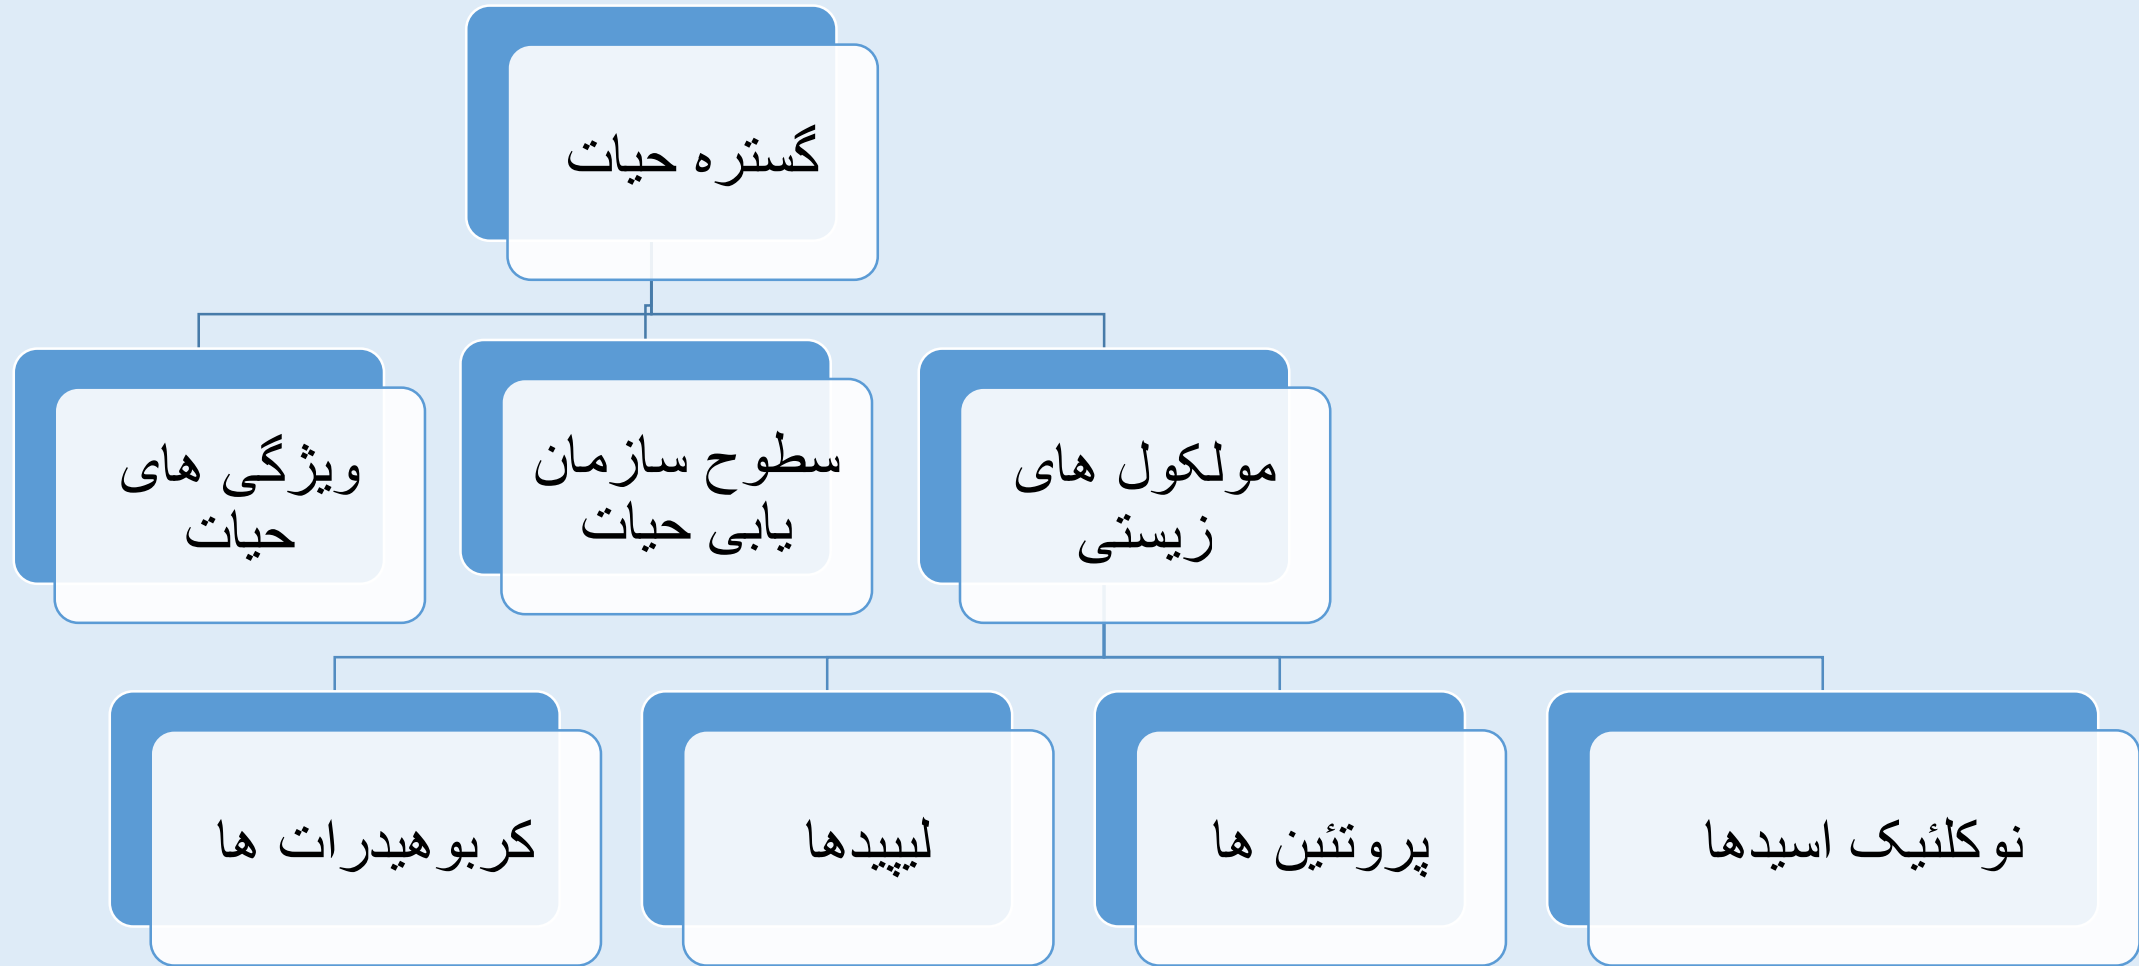 گستره حیات
مولکول های
زیستی
سطوح سازمان
یابی حیات
ویژگی های
حیات
نوکلئیک اسیدها
پروتئین ها
لیپیدها
کربوهیدرات ها